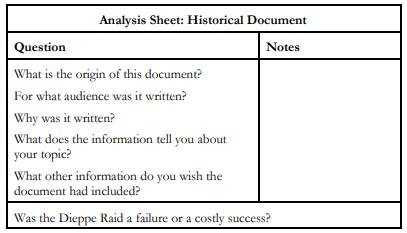 Analysis Sheet: Historical Document
Question Notes
What is the origin of this document?
For what audience was it written?
Why was it written?
What does the information tell you about
your topic?
What other information do you wish the
document had included?
Was the Dieppe Raid a failure or a costly success?